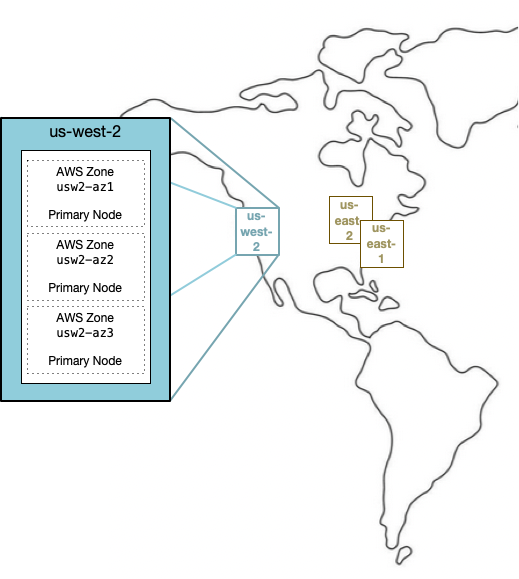 us-west-2
AWS Zone
usw2-az1
Primary Node
AWS Zone
usw2-az2
Primary Node
AWS Zone
usw2-az3
Primary Node
us-
west-
2
us-
east-
2
us-
east-
1